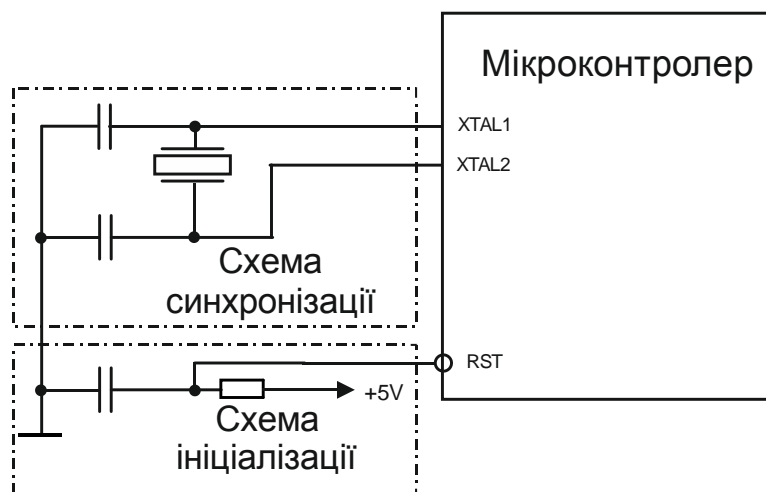 Мікроконтролер
XTAL1
XTAL2
Схема
синхронізації
RST
+5V
Схема
ініціалізації